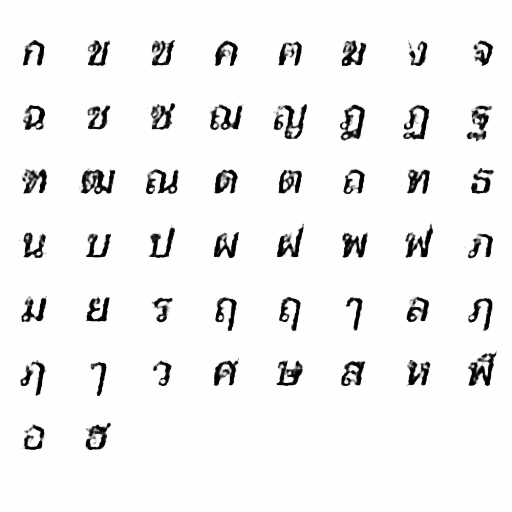 ก ข ฃ ค ฅ ฆ ง จ
ฉ ช ซ ฌ ญ ฎ ฏ ฐ
ฑ ฒ ณ ด ต ถ ท ธ
น บ ป ผ ฝ พ ฟ ภ
ม ย ร ฤ ฤ ๅ ล ฦ
ฦ ๅ ว ศ ษ ส ห ฬ
อ ฮ